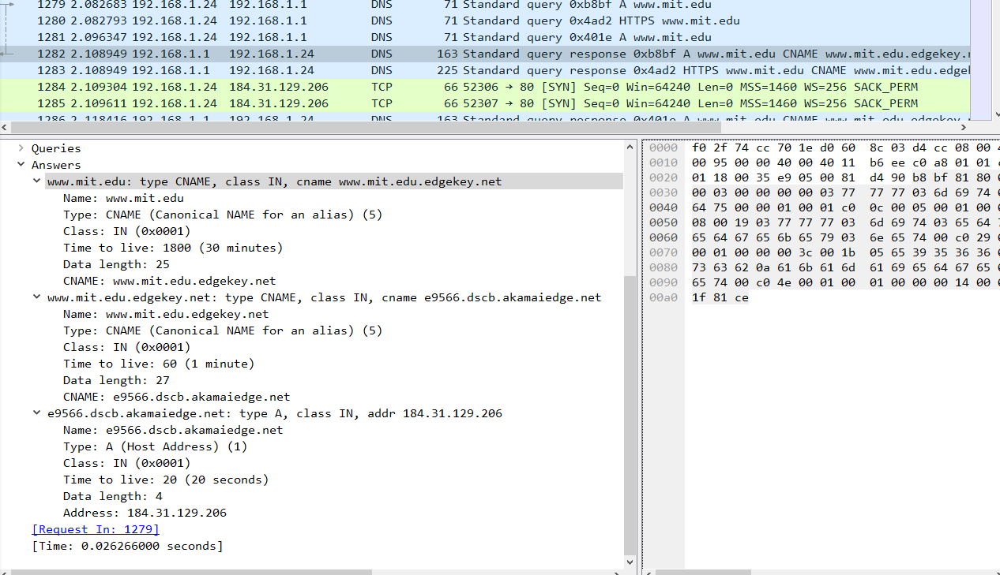 1279 2.082683 192.168.1.24 192.168.1.1 DNS 71 Standard query 0xb8bf A www.mit.edu
1280 2.082793 192.168.1.24 192.168.1.1 DNS 71 Standard query 0x4ad2 HTTPS www.mit.edu
1281 2.096347 192.168.1.24 192.168.1.1 DNS 71 Standard query 0x401e A www.mit.edu
1282 2.108949 192.168.1.1 192.168.1.24 DNS 163 Standard query response 0xb8bf A www.mit.edu CNAME www.mit.edu.edgekey.
1283 2.108949 192.168.1.1 192.168.1.24 DNS 225 Standard query response 0x4ad2 HTTPS www.mit.edu CNAME www.mit.edu.edgel
1284 2.109304 192.168.1.24 184.31.129.206 TCP 66 52306 → 80 [SYN] Seq=0 Win=64240 Len=0 MSS=1460 WS=256 SACK_PERM
1285 2.109611 192.168.1.24 184.31.129.206 TCP 66 52307 → 80 [SYN] Seq=0 Win=64240 Len=0 MSS=1460 WS=256 SACK_PERM
1286 2.118416 192.168.1.1 192.168.1.24 DNS 163 Standard query response 0x401e A www.mit.edu CNAME www.mit.edu.edgekey.
Queries
Answers
www.mit.edu: type CNAME, class IN, cname www.mit.edu.edgekey.net
Name: www.mit.edu
Type: CNAME (Canonical NAME for an alias) (5)
Class: IN (0x0001)
Time to live: 1800 (30 minutes)
Data length: 25
CNAME: www.mit.edu.edgekey.net
www.mit.edu.edgekey.net: type CNAME, class IN, cname e9566.dscb.akamaiedge.net
Name: www.mit.edu.edgekey.net
Type: CNAME (Canonical NAME for an alias) (5)
Class: IN (0x0001)
Time to live: 60 (1 minute)
Data length: 27
CNAME: e9566.dscb.akamaiedge.net
e9566.dscb.akamaiedge.net: type A, class IN, addr 184.31.129.206
Name: e9566.dscb.akamaiedge.net
Type: A (Host Address) (1)
Class: IN (0x0001)
Time to live: 20 (20 seconds)
Data length: 4
Address: 184.31.129.206
[Request In: 1279]
[Time: 0.026266000 seconds]
0000 f0 2f 74 cc 70 1e d0 60 8c 03 d4 cc 08 00
0010 00 95 00 00 40 00 40 11 b6 ee c0 a8 01 01
0020 01 18 00 35 e9 05 00 81 d4 90 b8 bf 81 80
0030 00 03 00 00 00 00 03 77 77 77 03 6d 69 74
0040 64 75 00 00 01 00 01 c0 0c 00 05 00 01 00
0050 08 00 19 03 77 77 77 03 6d 69 74 03 65 64
0060 65 64 67 65 6b 65 79 03 6e 65 74 00 c0 29
0070 00 01 00 00 00 3c 00 1b 05 65 39 35 36 36
0080 73 63 62 0a 61 6b 61 6d 61 69 65 64 67 65
0090 65 74 00 c0 4e 00 01 00 01 00 00 00 14 00
00a0 1f 81 ce